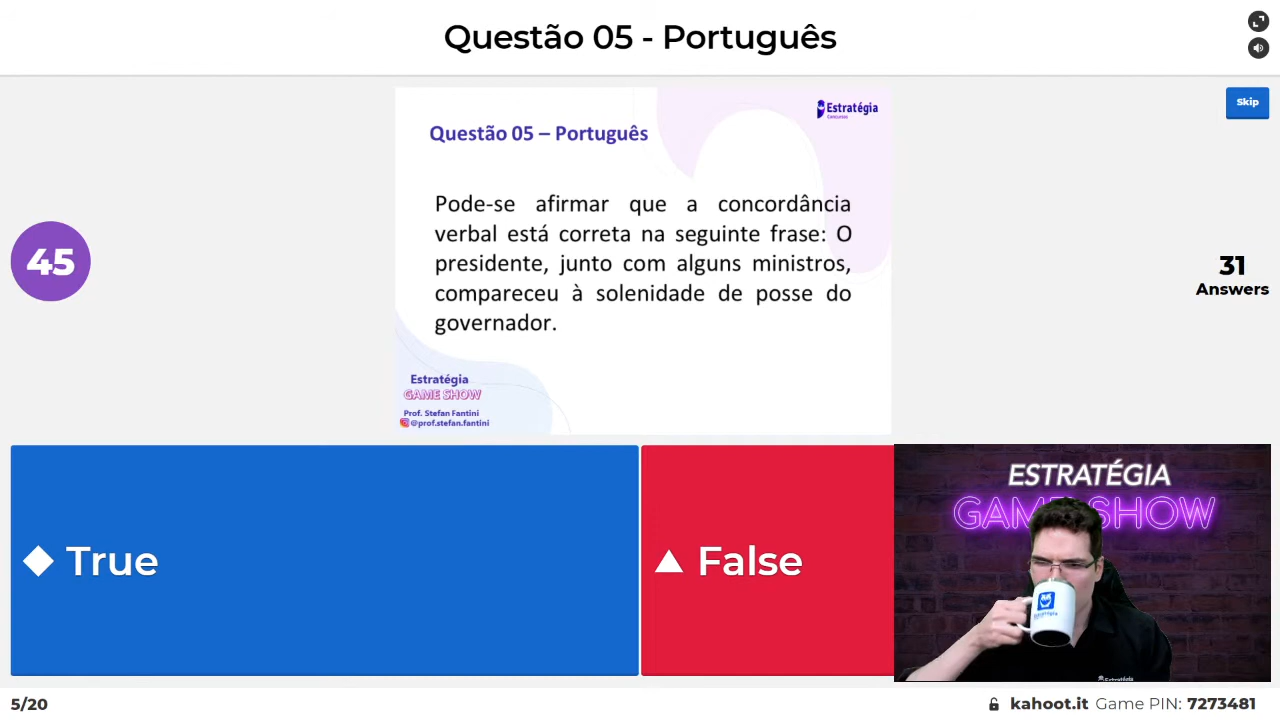 Questão 05 - Português
Skip
Estratégia
Concursos
Questão 05 – Português
Pode-se afirmar que a concordância
verbal está correta na seguinte frase: O
presidente, junto com alguns ministros,
compareceu à solenidade de posse do
governador.
45
31
Answers
Estratégia
GAME SHOW
Prof. Stefan Fantini
@prof.stefan.fantini
True
False
ESTRATÉGIA
GAME SHOW
Estratégia
5/20
kahoot.it Game PIN: 7273481